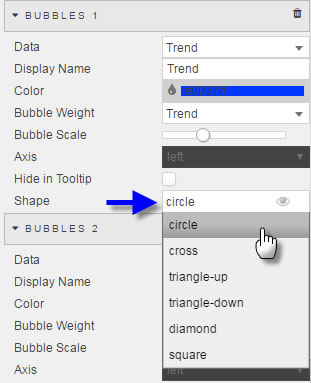 BUBBLES 1
Data Trend
Display Name Trend
Color
Bubble Weight Trend
Bubble Scale
Axis left
Hide in Tooltip
Shape circle
BUBBLES 2 circle
cross
Data
Display Name triangle-up
Color triangle-down
Bubble Weight diamond
Bubble Scale square
Axis left